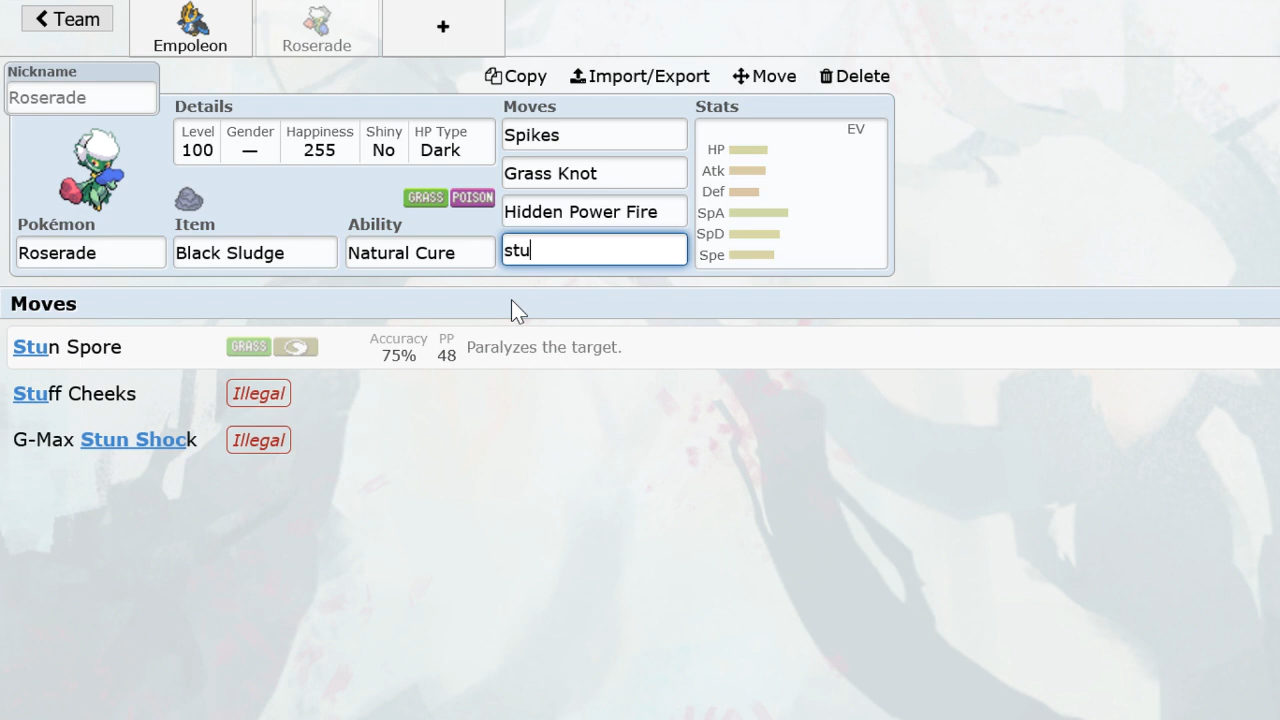 Team
Empoleon
Roserade
+
Nickname
Roserade
Copy
Import/Export
Move
Delete
Details
Moves
Stats
Level
100
Gender
—
Happiness
255
Shiny
No
HP Type
Dark
GRASS
POISON
Pokémon
Roserade
Item
Black Sludge
Ability
Natural Cure
Spikes
Grass Knot
Hidden Power Fire
stu
EV
HP
Atk
Def
SpA
SpD
Spe
Moves
Stun Spore
GRASS
Accuracy
75%
PP
48
Paralyzes the target.
Stuff Cheeks
Illegal
G-Max Stun Shock
Illegal